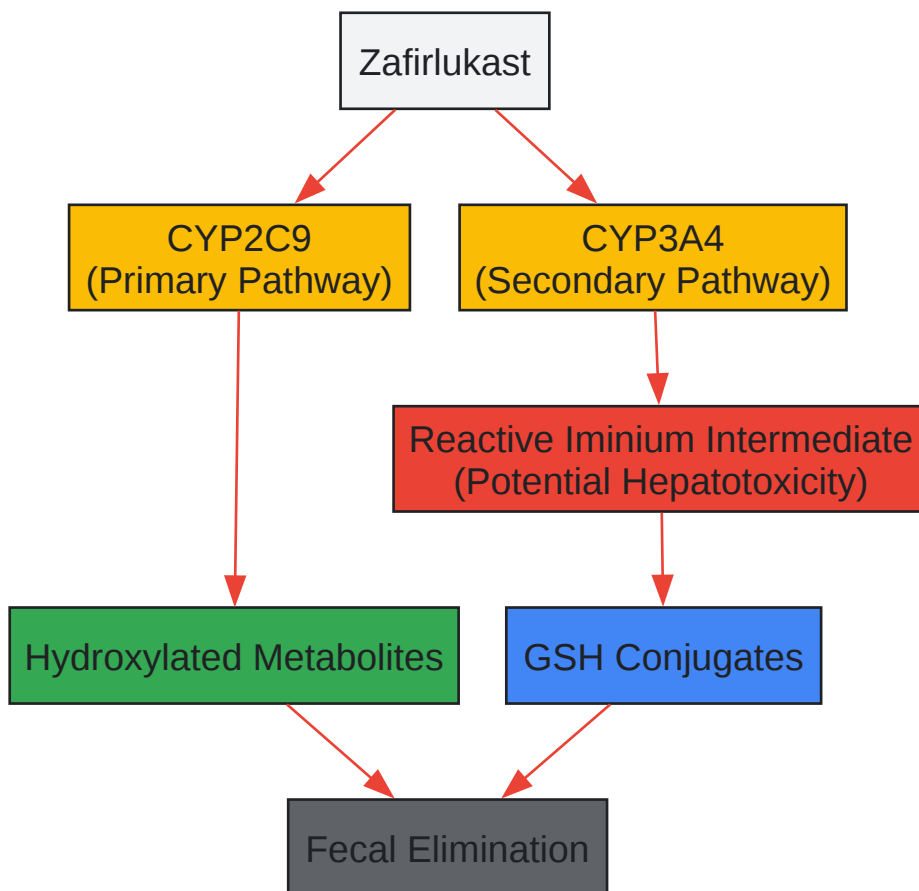 Zafirlukast
CYP2C9
(Primary Pathway)
CYP3A4
(Secondary Pathway)
Reactive Iminium Intermediate
(Potential Hepatotoxicity)
Hydroxylated Metabolites
GSH Conjugates
Fecal Elimination